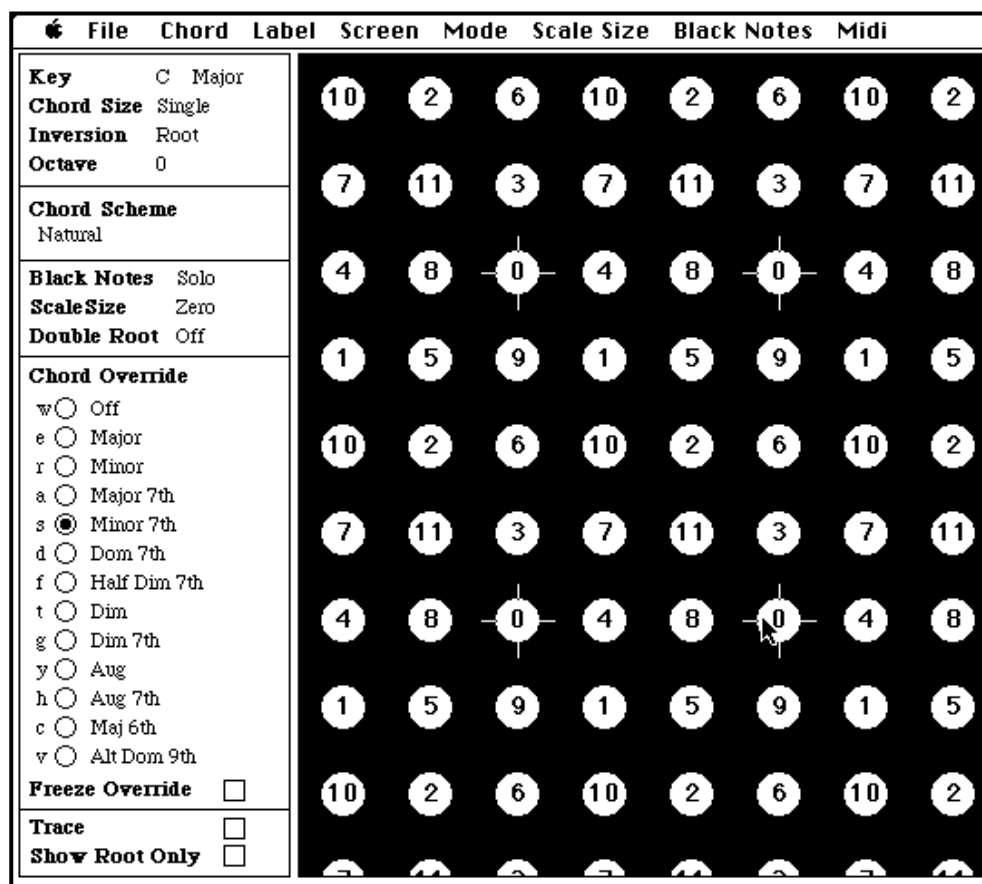 File Chord Label Screen Mode Scale Size Black Notes Midi
Key C Major
Chord Size Single
Inversion Root
Octave 0
Chord Scheme
Natural
Black Notes Solo
ScaleSize Zero
Double Root Off
Chord Override
w Off
e Major
r Minor
a Major 7th
s Minor 7th
d Dom 7th
f Half Dim 7th
t Dim
g Dim 7th
y Aug
h Aug 7th
c Maj 6th
v Alt Dom 9th
Freeze Override
Trace
Show Root Only
10 2 6 10 2 6 10 2
7 11 3 7 11 3 7 11
4 8 0 4 8 0 4 8
1 5 9 1 5 9 1 5
10 2 6 10 2 6 10 2
7 11 3 7 11 3 7 11
4 8 0 4 8 0 4 8
1 5 9 1 5 9 1 5
10 2 6 10 2 6 10 2